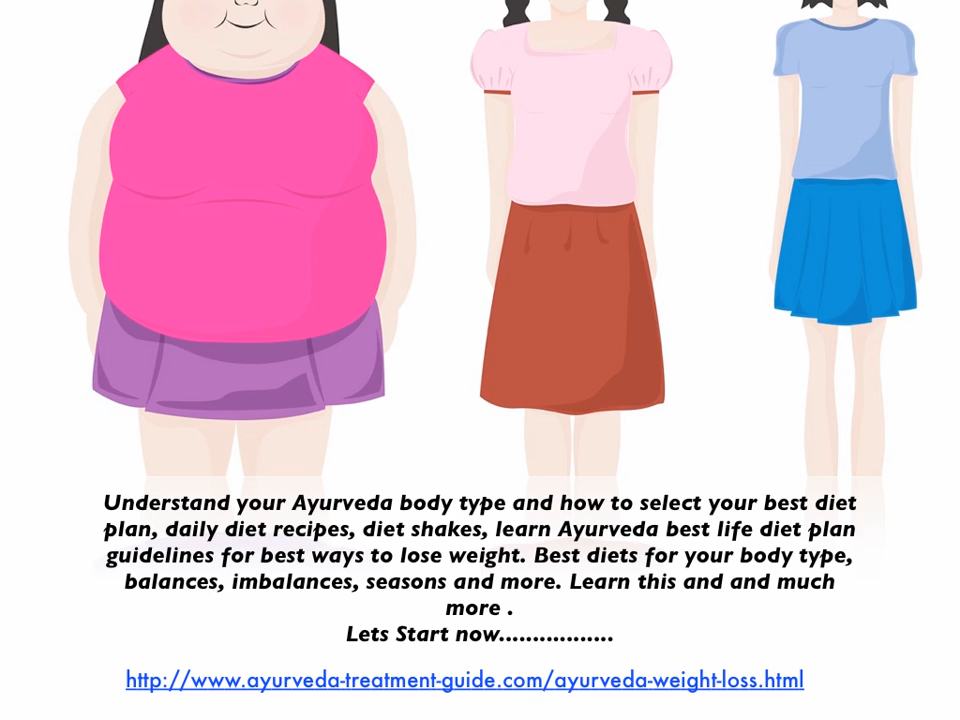 Understand your Ayurveda body type and how to select your best diet
plan, daily diet recipes, diet shakes, learn Ayurveda best life diet plan
guidelines for best ways to lose weight. Best diets for your body type,
balances, imbalances, seasons and more. Learn this and and much
more .
Lets Start now.................
http://www.ayurveda-treatment-guide.com/ayurveda-weight-loss.html